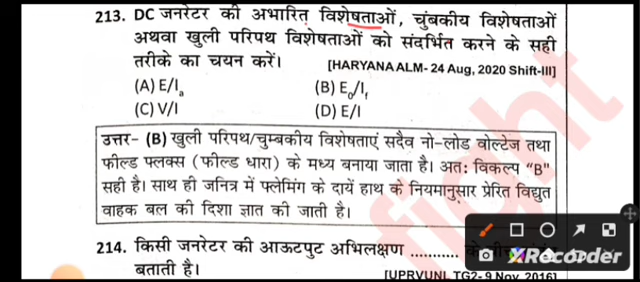 213. DC जनरेटर की अभारित विशेषताओं, चुंबकीय विशेषताओं
अथवा खुली परिपथ विशेषताओं को संदर्भित करने के सही
तरीके का चयन करें।
[HARYANA ALM- 24 Aug, 2020 Shift-III]
(A) E/Iₐ (B) E₀/I_f
(C) V/I (D) E/I
उत्तर- (B) खुली परिपथ/चुम्बकीय विशेषताएं सदैव नो-लोड वोल्टेज तथा
फील्ड फ्लक्स (फील्ड धारा) के मध्य बनाया जाता है। अतः विकल्प "B"
सही है। साथ ही जनित्र में फ्लेमिंग के दायें हाथ के नियमानुसार प्रेरित विद्युत
वाहक बल की दिशा ज्ञात की जाती है।
fight
214. किसी जनरेटर की आऊटपुट अभिलक्षण ...........
बताती है।
[UPRVUNL TG2- 9 Nov. 2016]
XRecorder